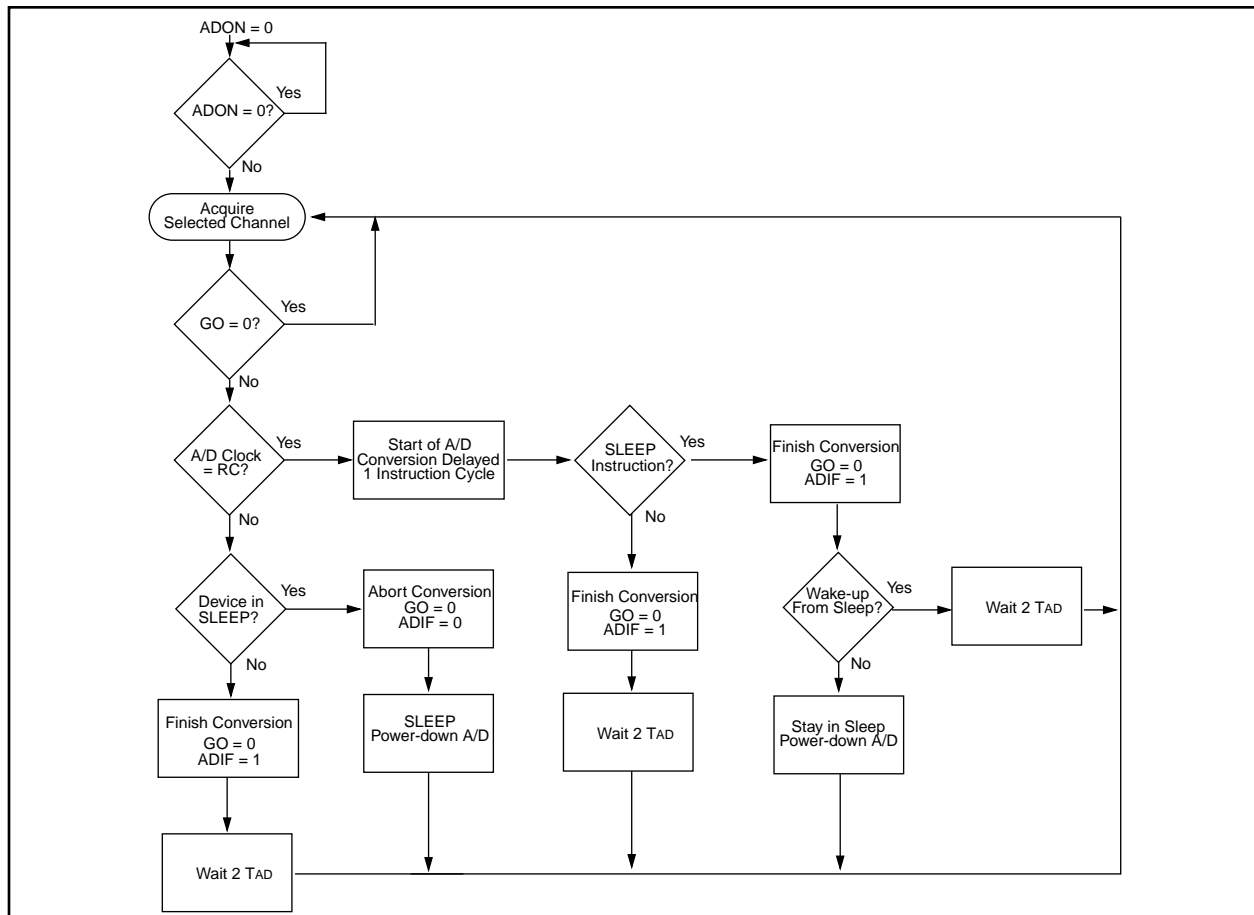 ADON = 0
Yes
ADON = 0?
No
Acquire
Selected Channel
Yes
GO = 0?
No
A/D Clock
= RC?
Yes
Start of A/D
Conversion Delayed
1 Instruction Cycle
SLEEP
Instruction?
Yes
Finish Conversion
GO = 0
ADIF = 1
No
No
Device in
SLEEP?
Yes
Abort Conversion
GO = 0
ADIF = 0
Finish Conversion
GO = 0
ADIF = 1
Wake-up
From Sleep?
Yes
Wait 2 TAD
No
No
Finish Conversion
GO = 0
ADIF = 1
SLEEP
Power-down A/D
Wait 2 TAD
Stay in Sleep
Power-down A/D
Wait 2 TAD